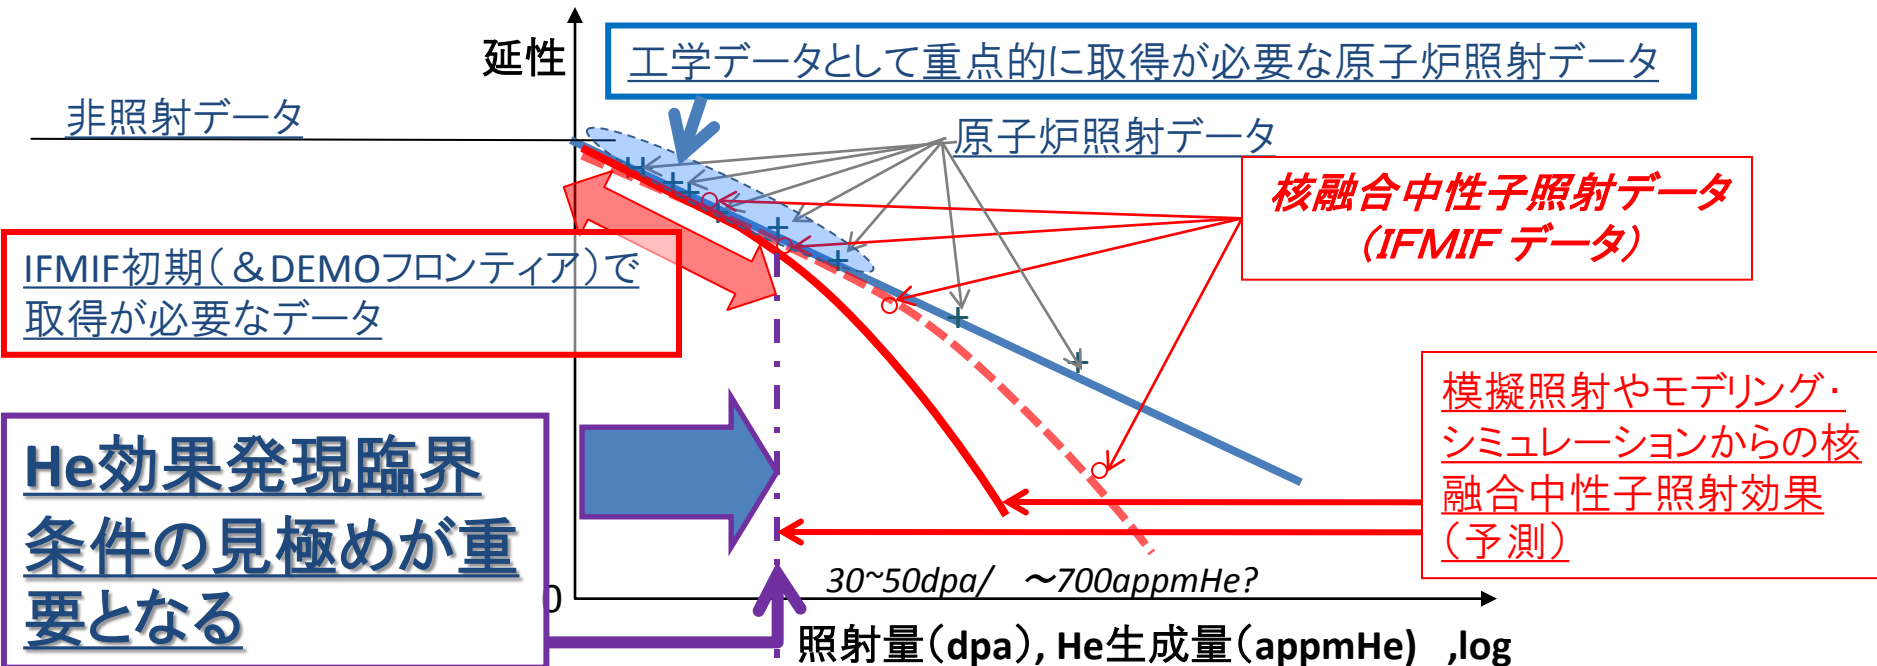 延性
工学データとして重点的に取得が必要な原子炉照射データ
非照射データ
原子炉照射データ
核融合中性子照射データ
（IFMIF データ）
IFMIF初期（＆DEMOフロンティア）で
取得が必要なデータ
模擬照射やモデリング・
シミュレーションからの核
融合中性子照射効果
（予測）
He効果発現臨界
条件の見極めが重
要となる
0
30~50dpa/　～700appmHe?
照射量（dpa）, He生成量（appmHe)　,log